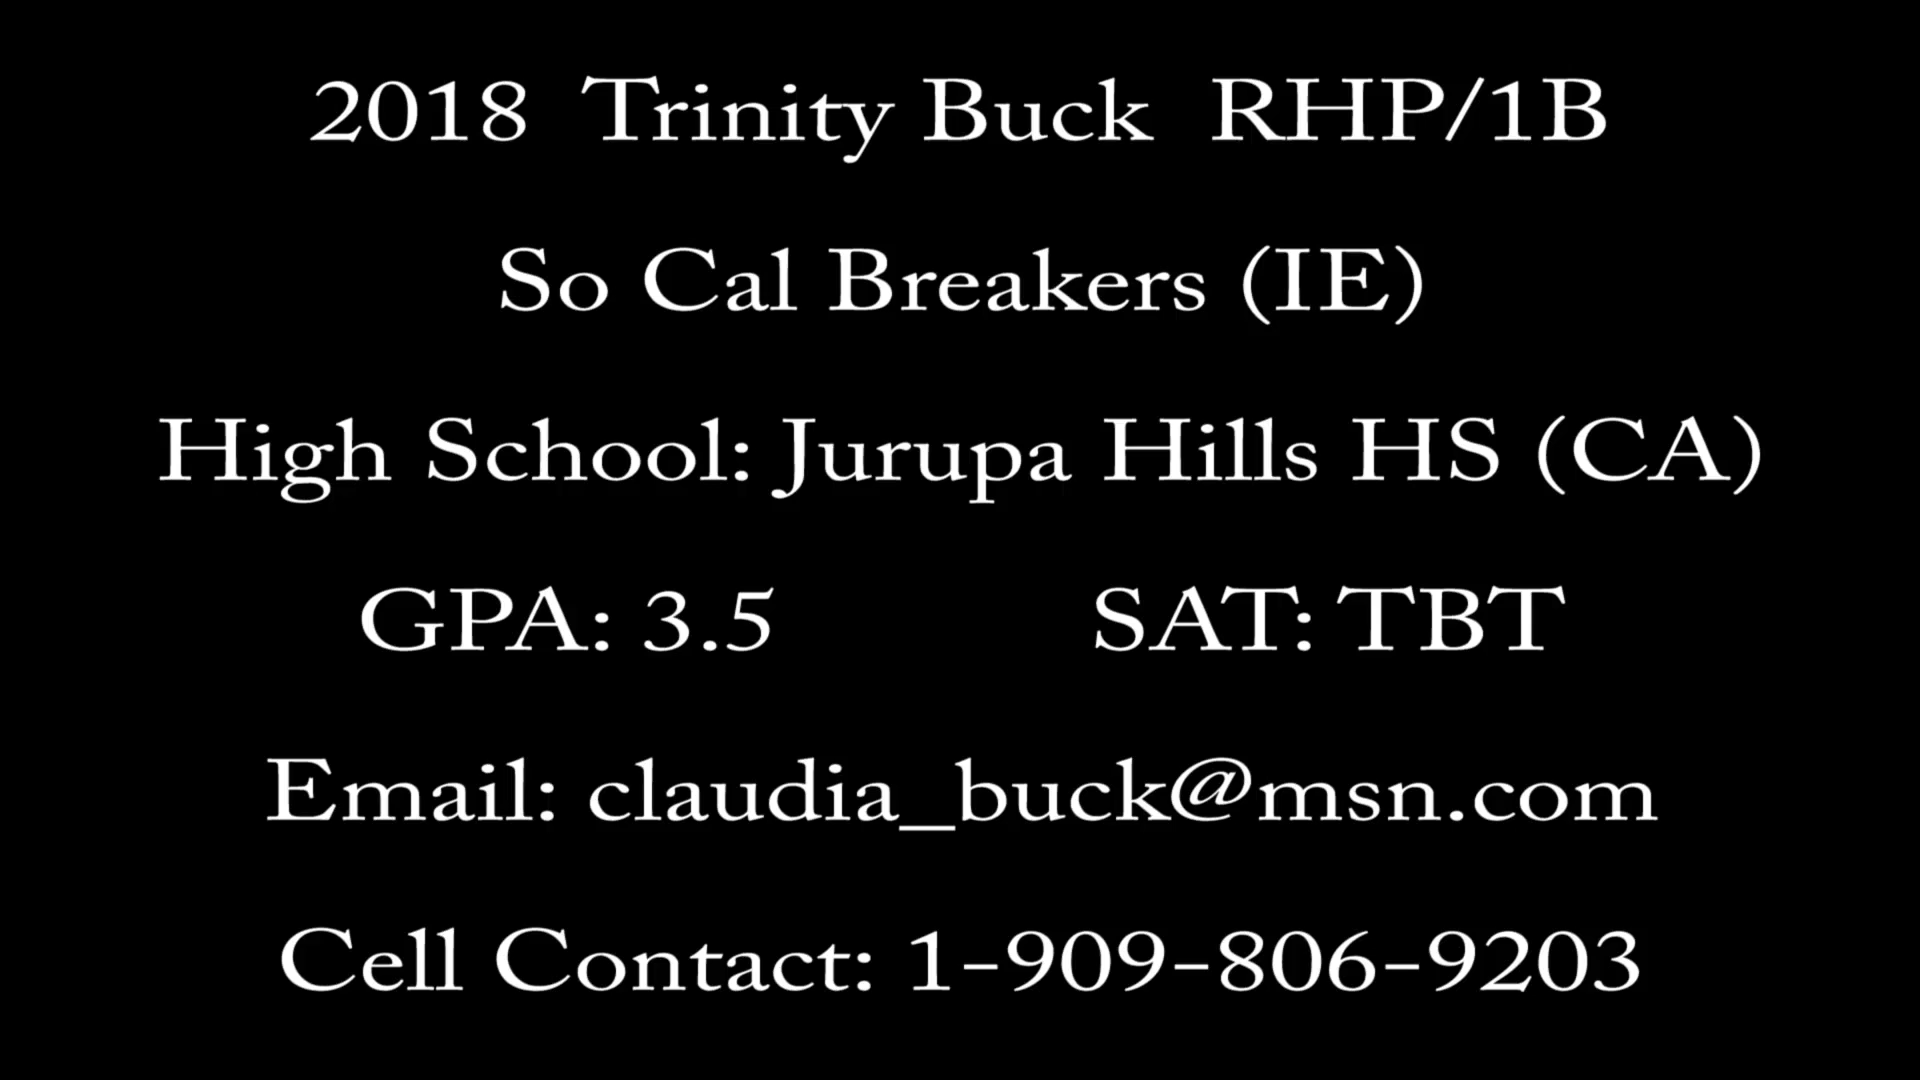 2018 Trinity Buck RHP/1B
So Cal Breakers (IE)
High School: Jurupa Hills HS (CA)
GPA: 3.5 SAT: TBT
Email: claudia_buck@msn.com
Cell Contact: 1-909-806-9203